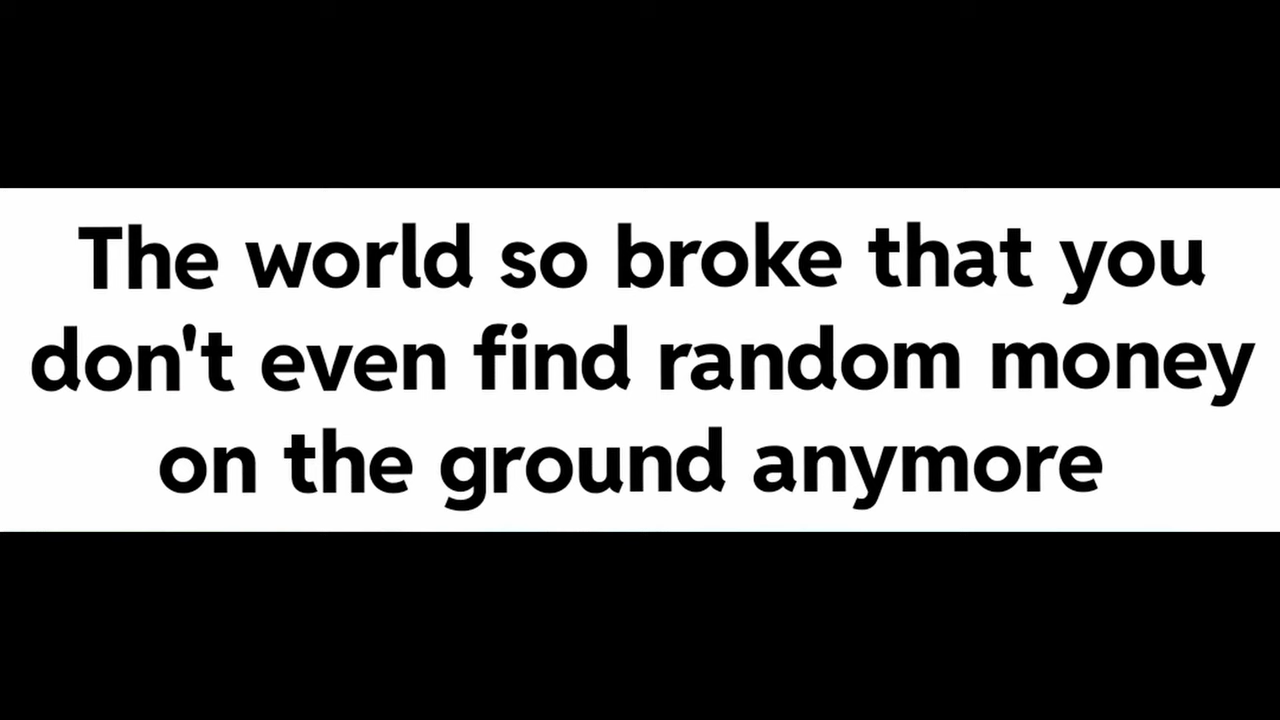 The world so broke that you
don't even find random money
on the ground anymore